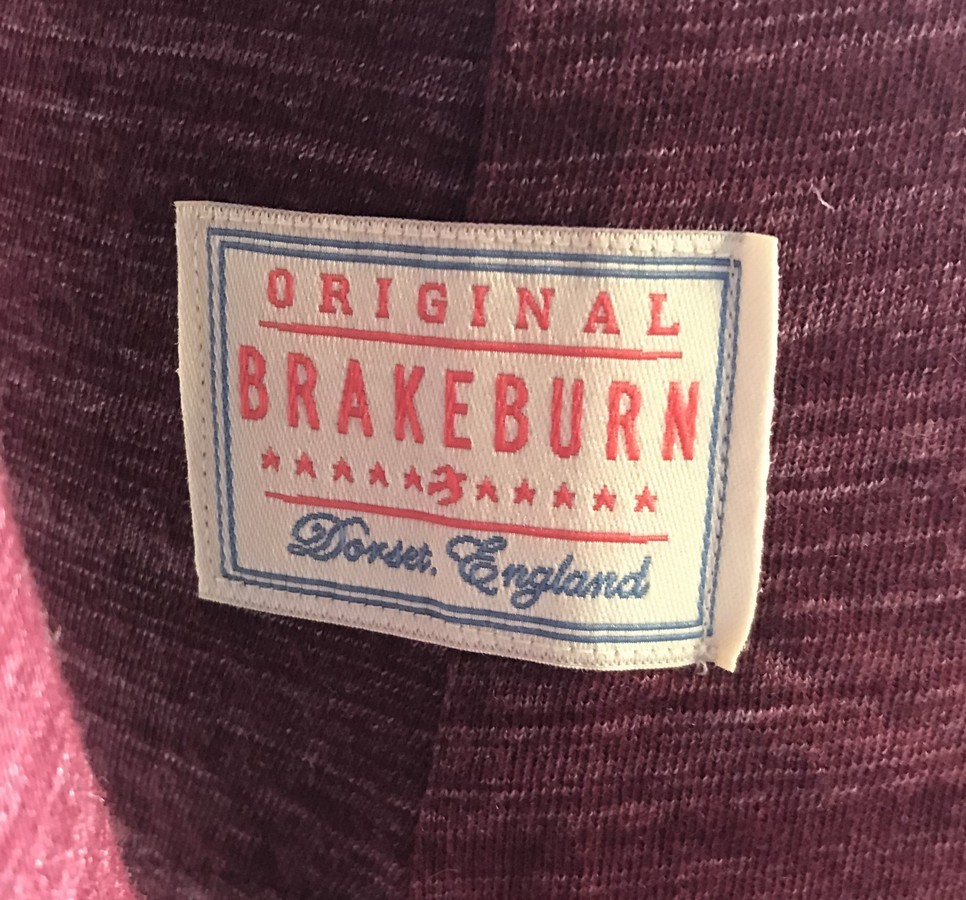 ORIGINAL
BRAKEBURN
Dorset. England